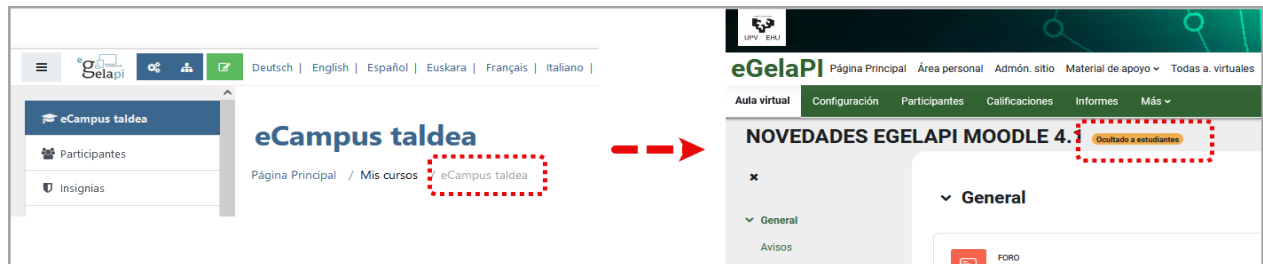 °gelapi
Deutsch | English | Español | Euskara | Français | Italiano |
eCampus taldea
Participantes
Insignias
eCampus taldea
Página Principal / Mis cursos / eCampus taldea
UPV EHU
eGelaPI Página Principal Área personal Admón. sitio Material de apoyo Todas a. virtuales
Aula virtual Configuración Participantes Calificaciones Informes Más
NOVEDADES EGELAPI MOODLE 4.1 Ocultado a estudiantes
General
General
Avisos
FORO